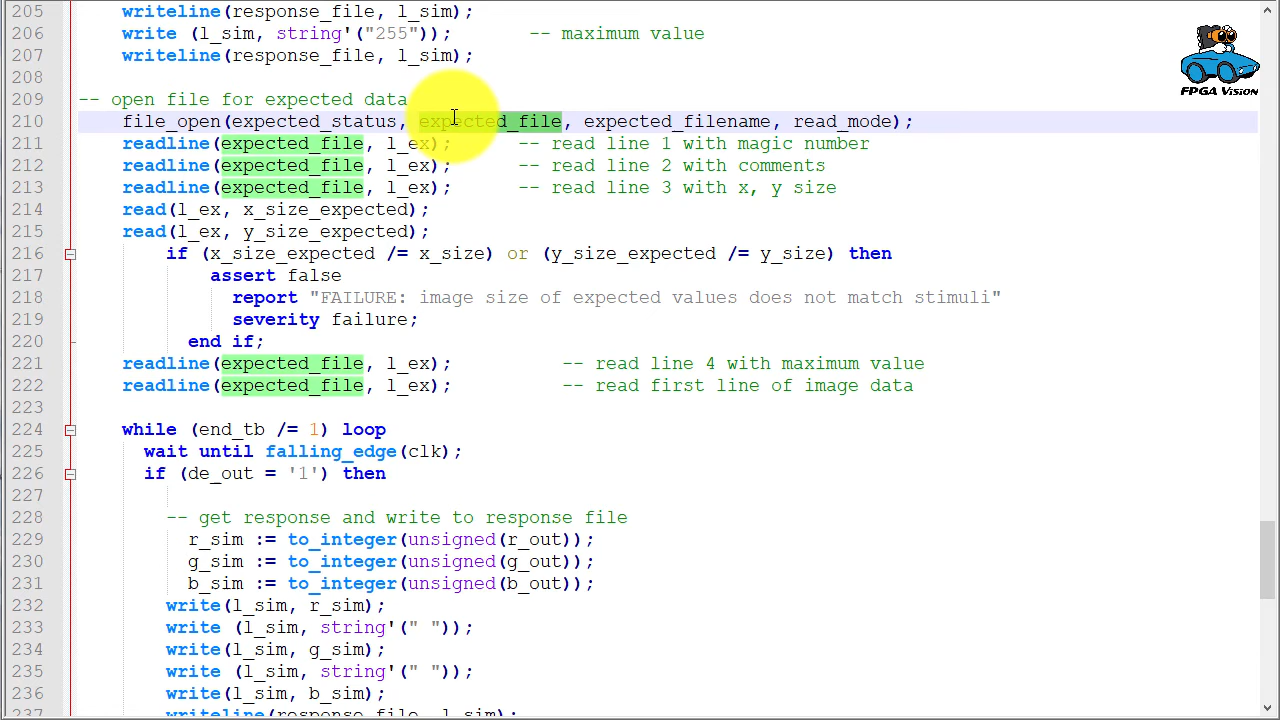 205 writeline(response_file, l_sim);
206 write (l_sim, string'("255")); -- maximum value
207 writeline(response_file, l_sim);
208
209 -- open file for expected data
210 file_open(expected_status, expected_file, expected_filename, read_mode);
211 readline(expected_file, l_ex); -- read line 1 with magic number
212 readline(expected_file, l_ex); -- read line 2 with comments
213 readline(expected_file, l_ex); -- read line 3 with x, y size
214 read(l_ex, x_size_expected);
215 read(l_ex, y_size_expected);
216 if (x_size_expected /= x_size) or (y_size_expected /= y_size) then
217 assert false
218 report "FAILURE: image size of expected values does not match stimuli"
219 severity failure;
220 end if;
221 readline(expected_file, l_ex); -- read line 4 with maximum value
222 readline(expected_file, l_ex); -- read first line of image data
223
224 while (end_tb /= 1) loop
225 wait until falling_edge(clk);
226 if (de_out = '1') then
227
228 -- get response and write to response file
229 r_sim := to_integer(unsigned(r_out));
230 g_sim := to_integer(unsigned(g_out));
231 b_sim := to_integer(unsigned(b_out));
232 write(l_sim, r_sim);
233 write (l_sim, string'(" "));
234 write(l_sim, g_sim);
235 write (l_sim, string'(" "));
236 write(l_sim, b_sim);
237 writeline(response_file, l_sim);
FPGA Vision